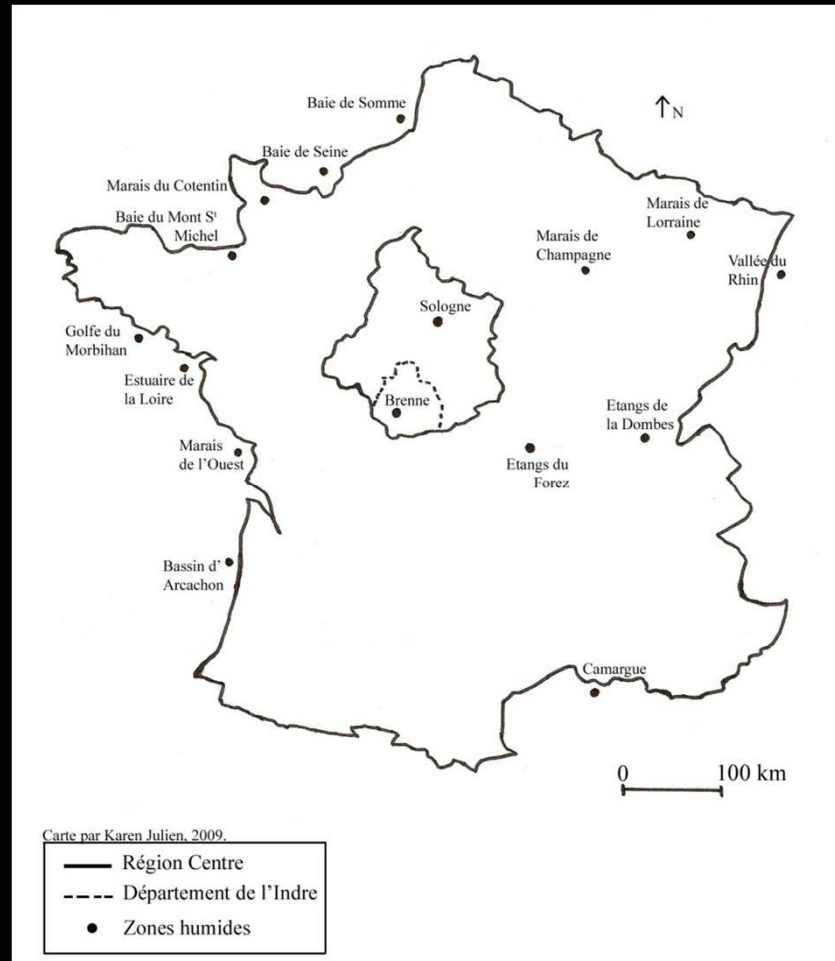 N
Baie de Somme
Baie de Seine
Marais du Cotentin
Baie du Mont Sᵗ
Michel
Marais de
Lorraine
Marais de
Champagne
Vallée du
Rhin
Sologne
Golfe du
Morbihan
Estuaire de
la Loire
Brenne
Etangs de
la Dombes
Marais
de l’Ouest
Etangs du
Forez
Bassin d’
Arcachon
Camargue
0 100 km
Carte par Karen Julien, 2009.
Région Centre
Département de l’Indre
Zones humides